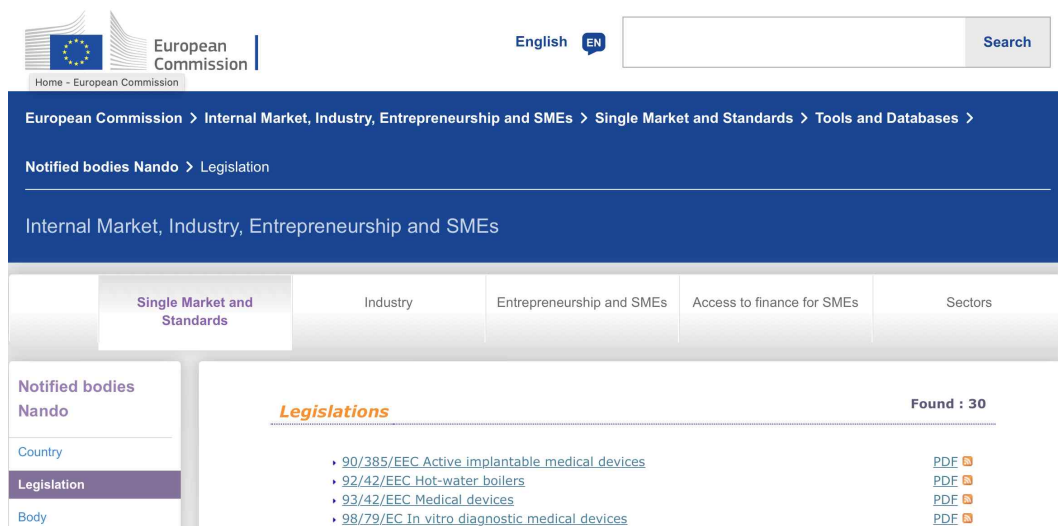 European
Commission
English EN
Search
Home - European Commission
European Commission > Internal Market, Industry, Entrepreneurship and SMEs > Single Market and Standards > Tools and Databases >
Notified bodies Nando > Legislation
Internal Market, Industry, Entrepreneurship and SMEs
Single Market and
Standards
Industry
Entrepreneurship and SMEs
Access to finance for SMEs
Sectors
Notified bodies
Nando
Country
Legislation
Body
Legislations
Found : 30
90/385/EEC Active implantable medical devices PDF
92/42/EEC Hot-water boilers PDF
93/42/EEC Medical devices PDF
98/79/EC In vitro diagnostic medical devices PDF